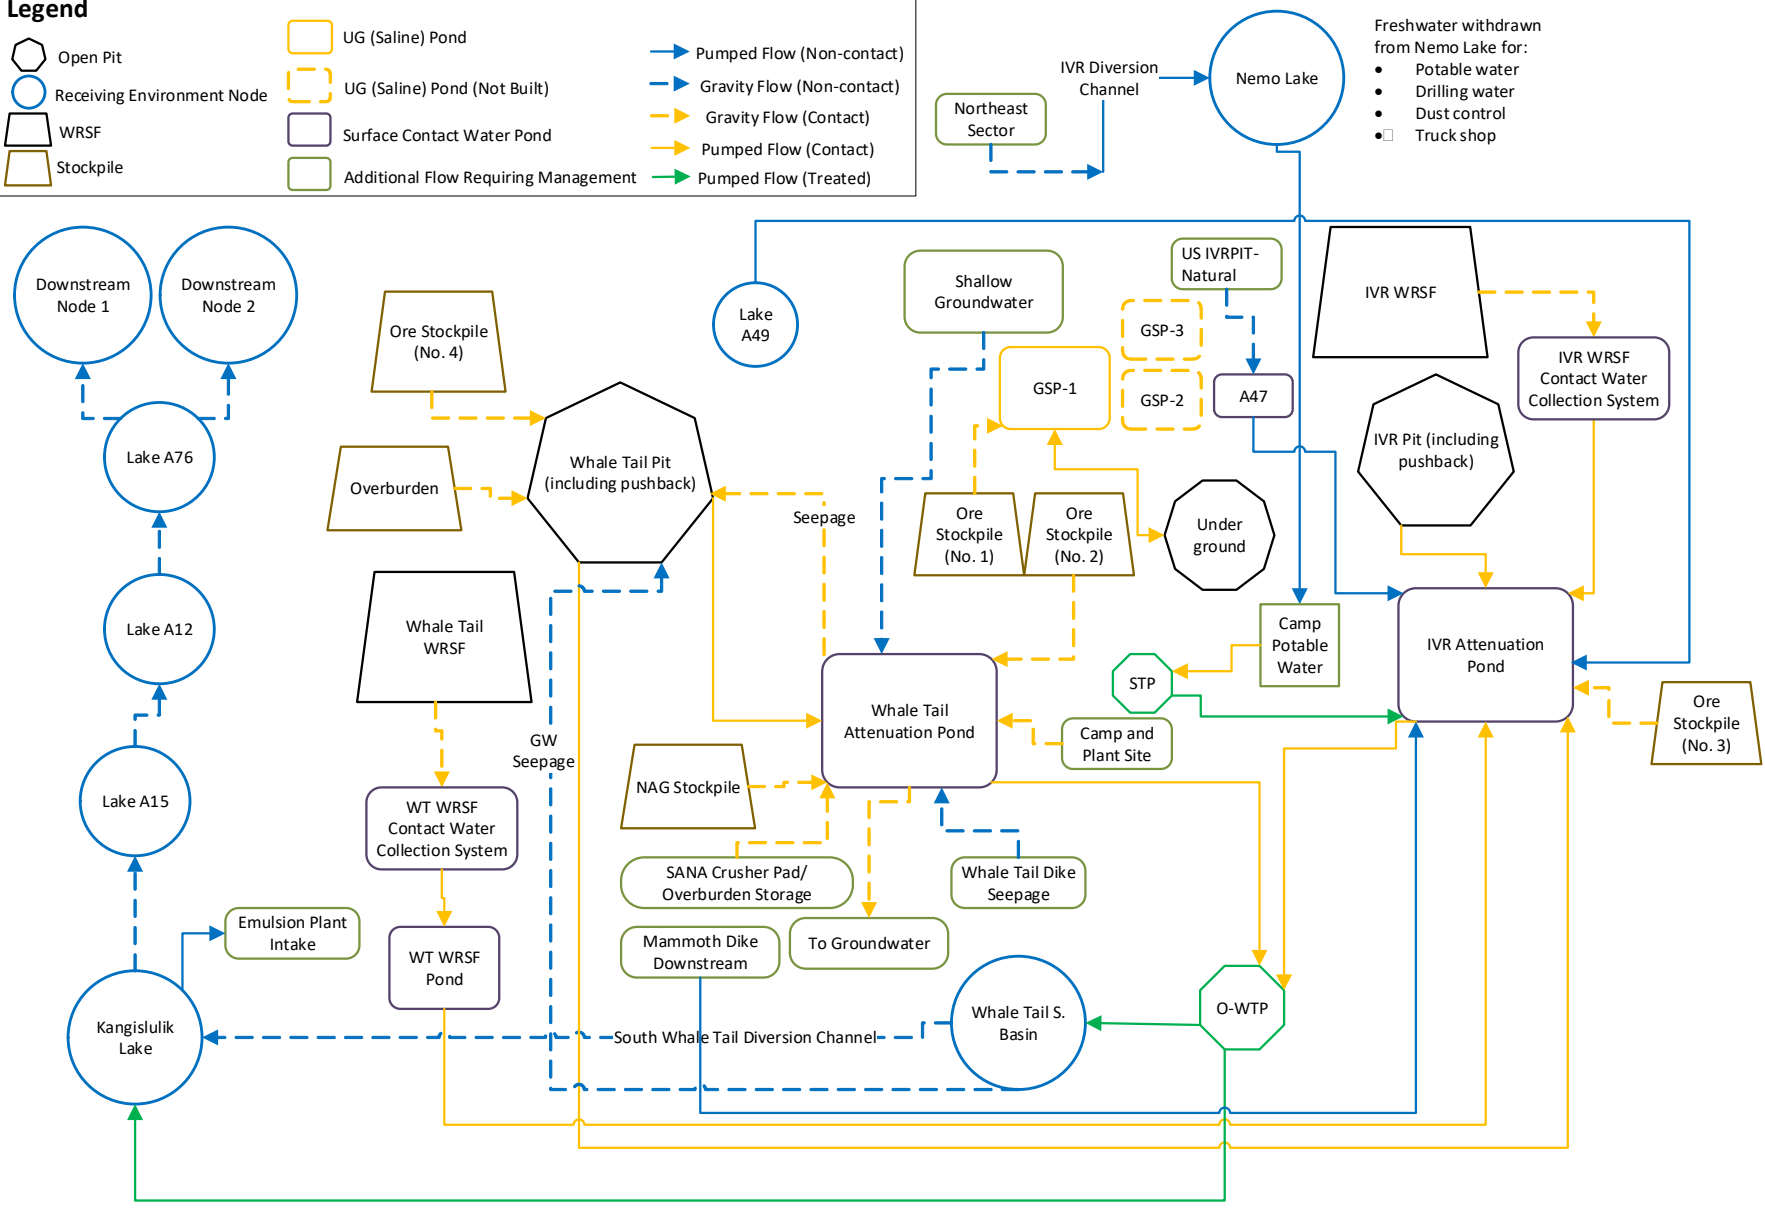 Legend
Open Pit
Receiving Environment Node
WRSF
Stockpile
UG (Saline) Pond
UG (Saline) Pond (Not Built)
Surface Contact Water Pond
Additional Flow Requiring Management
Pumped Flow (Non-contact)
Gravity Flow (Non-contact)
Gravity Flow (Contact)
Pumped Flow (Contact)
Pumped Flow (Treated)
Northeast
Sector
IVR Diversion
Channel
Nemo Lake
Freshwater withdrawn
from Nemo Lake for:
• Potable water
• Drilling water
• Dust control
• Truck shop
Downstream
Node 1
Downstream
Node 2
Lake A76
Lake A12
Lake A15
Kangislulik
Lake
Emulsion Plant
Intake
Ore Stockpile
(No. 4)
Overburden
Whale Tail
WRSF
WT WRSF
Contact Water
Collection System
WT WRSF
Pond
Whale Tail Pit
(including pushback)
GW
Seepage
Seepage
Lake
A49
Shallow
Groundwater
GSP-1
GSP-3
GSP-2
US IVRPIT-
Natural
A47
Ore
Stockpile
(No. 1)
Ore
Stockpile
(No. 2)
Under
ground
IVR WRSF
IVR WRSF
Contact Water
Collection System
IVR Pit (including
pushback)
Camp
Potable
Water
STP
IVR Attenuation
Pond
Ore
Stockpile
(No. 3)
Whale Tail
Attenuation Pond
Camp and
Plant Site
NAG Stockpile
SANA Crusher Pad/
Overburden Storage
Whale Tail Dike
Seepage
Mammoth Dike
Downstream
To Groundwater
South Whale Tail Diversion Channel
Whale Tail S.
Basin
O-WTP